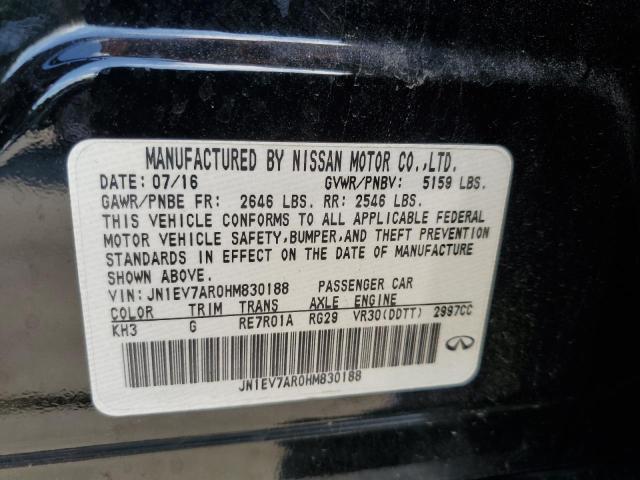 MANUFACTURED BY NISSAN MOTOR CO.,LTD.
DATE: 07/16 GVWR/PNBV: 5159 LBS.
GAWR/PNBE FR: 2646 LBS. RR: 2546 LBS.
THIS VEHICLE CONFORMS TO ALL APPLICABLE FEDERAL
MOTOR VEHICLE SAFETY,BUMPER,AND THEFT PREVENTION
STANDARDS IN EFFECT ON THE DATE OF MANUFACTURE
SHOWN ABOVE.
VIN: JN1EV7AR0HM830188 PASSENGER CAR
COLOR TRIM TRANS AXLE ENGINE
KH3 G RE7R01A RG29 VR30(DDTT) 2997CC
JN1EV7AR0HM830188